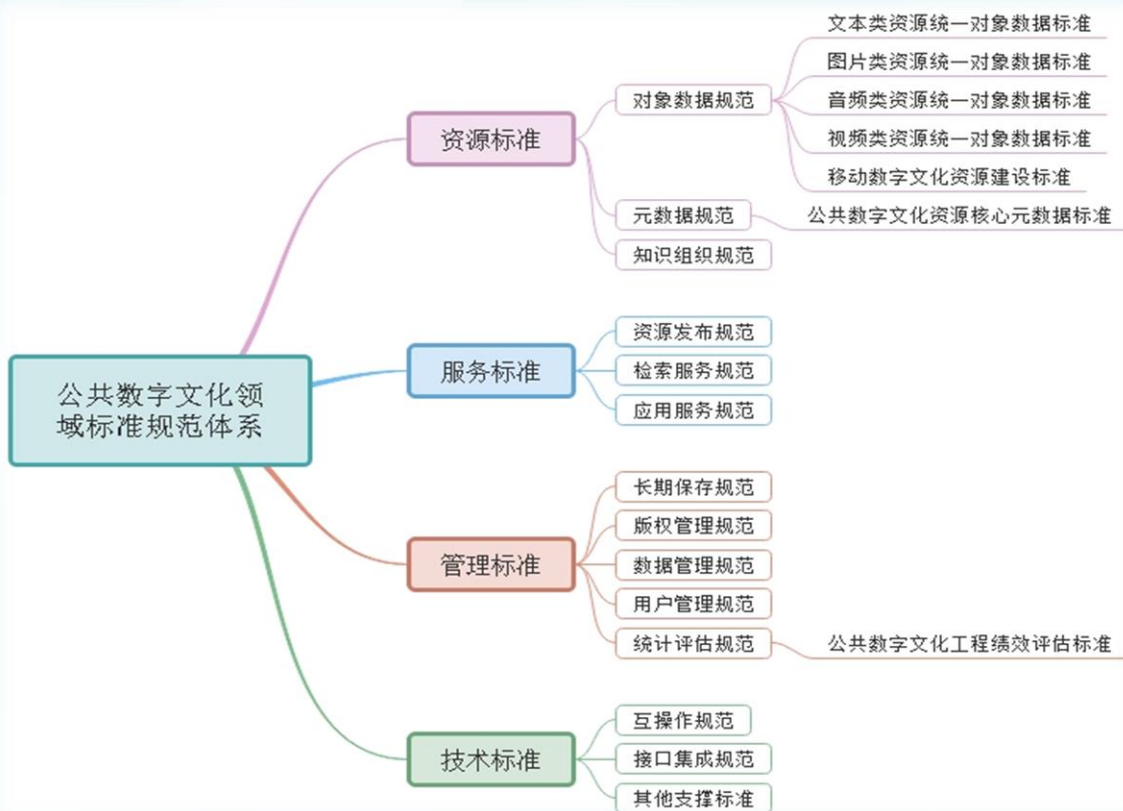 公共数字文化领
域标准规范体系
资源标准
对象数据规范
文本类资源统一对象数据标准
图片类资源统一对象数据标准
音频类资源统一对象数据标准
视频类资源统一对象数据标准
移动数字文化资源建设标准
元数据规范
公共数字文化资源核心元数据标准
知识组织规范
服务标准
资源发布规范
检索服务规范
应用服务规范
管理标准
长期保存规范
版权管理规范
数据管理规范
用户管理规范
统计评估规范
公共数字文化工程绩效评估标准
技术标准
互操作规范
接口集成规范
其他支撑标准